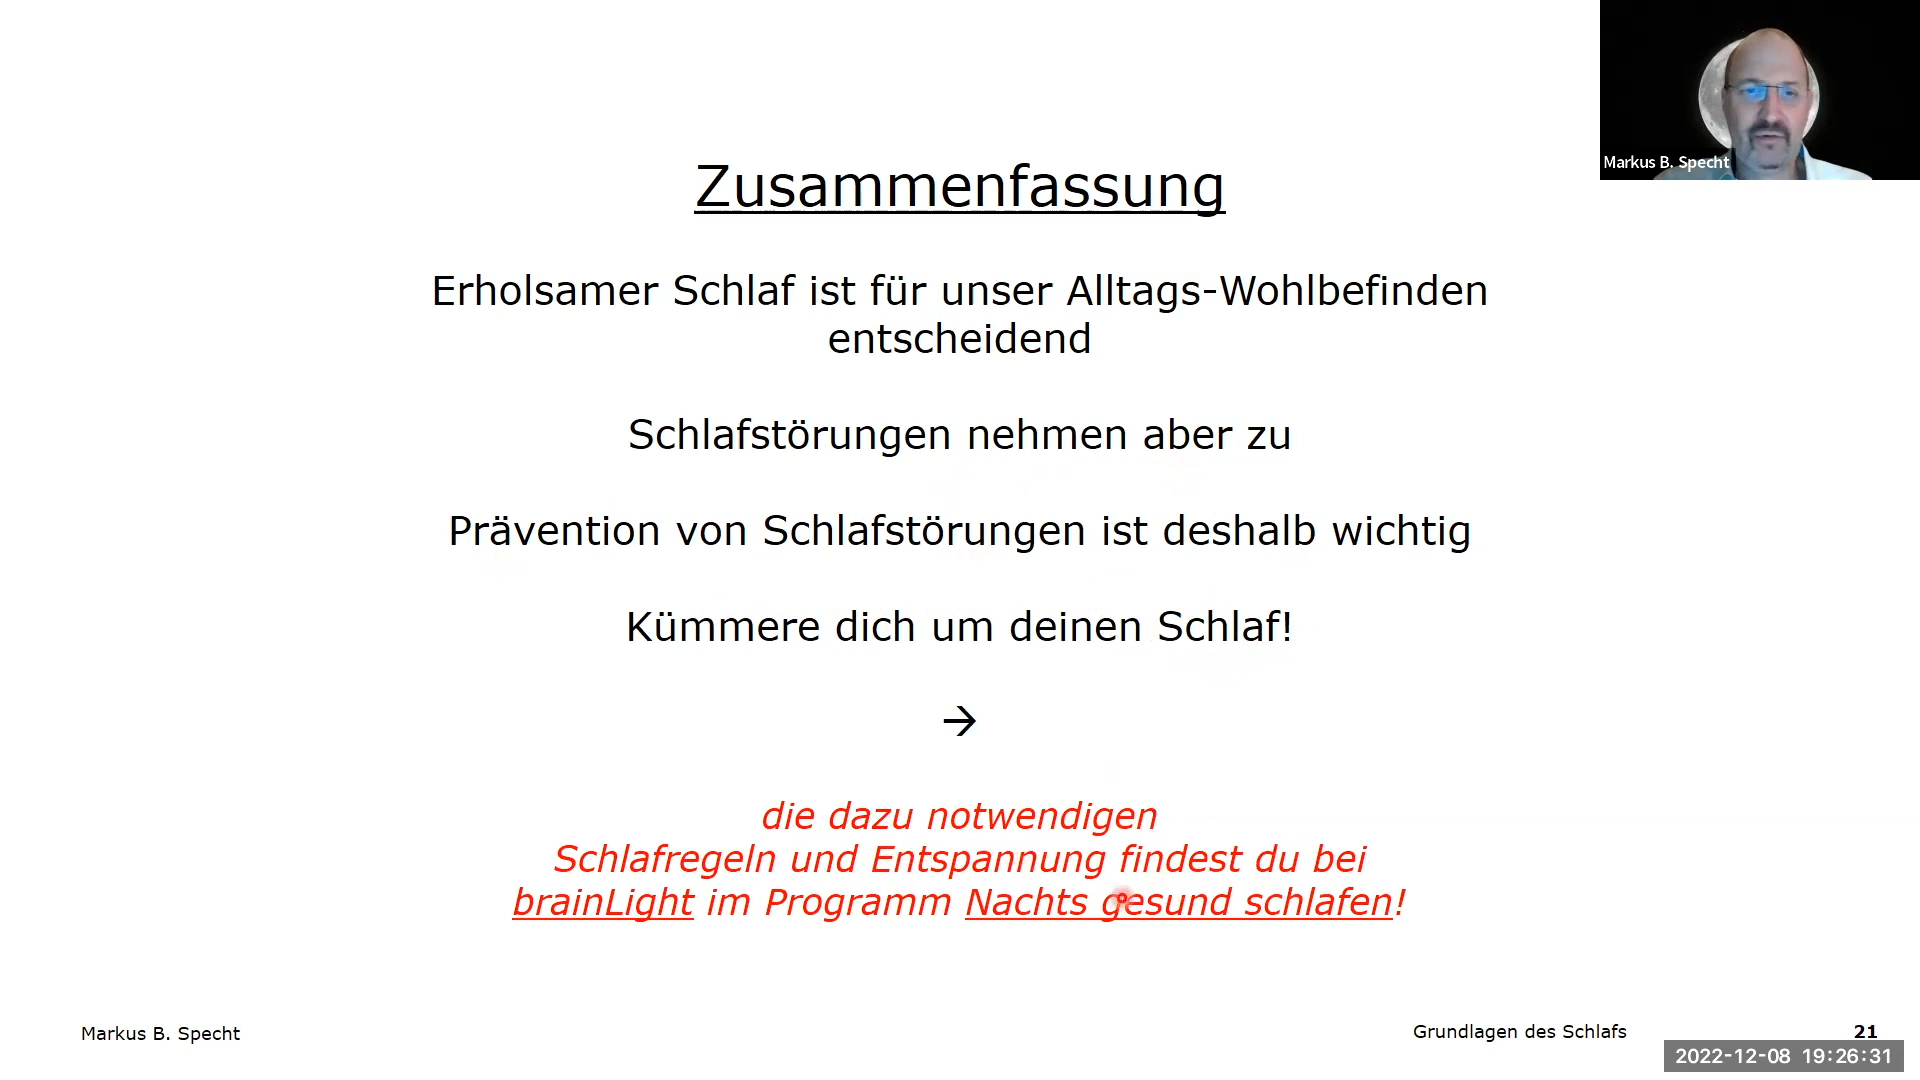 Markus B. Specht
Zusammenfassung
Erholsamer Schlaf ist für unser Alltags-Wohlbefinden
entscheidend
Schlafstörungen nehmen aber zu
Prävention von Schlafstörungen ist deshalb wichtig
Kümmere dich um deinen Schlaf!
→
die dazu notwendigen
Schlafregeln und Entspannung findest du bei
brainLight im Programm Nachts gesund schlafen!
Markus B. Specht
Grundlagen des Schlafs
21
2022-12-08 19:26:31